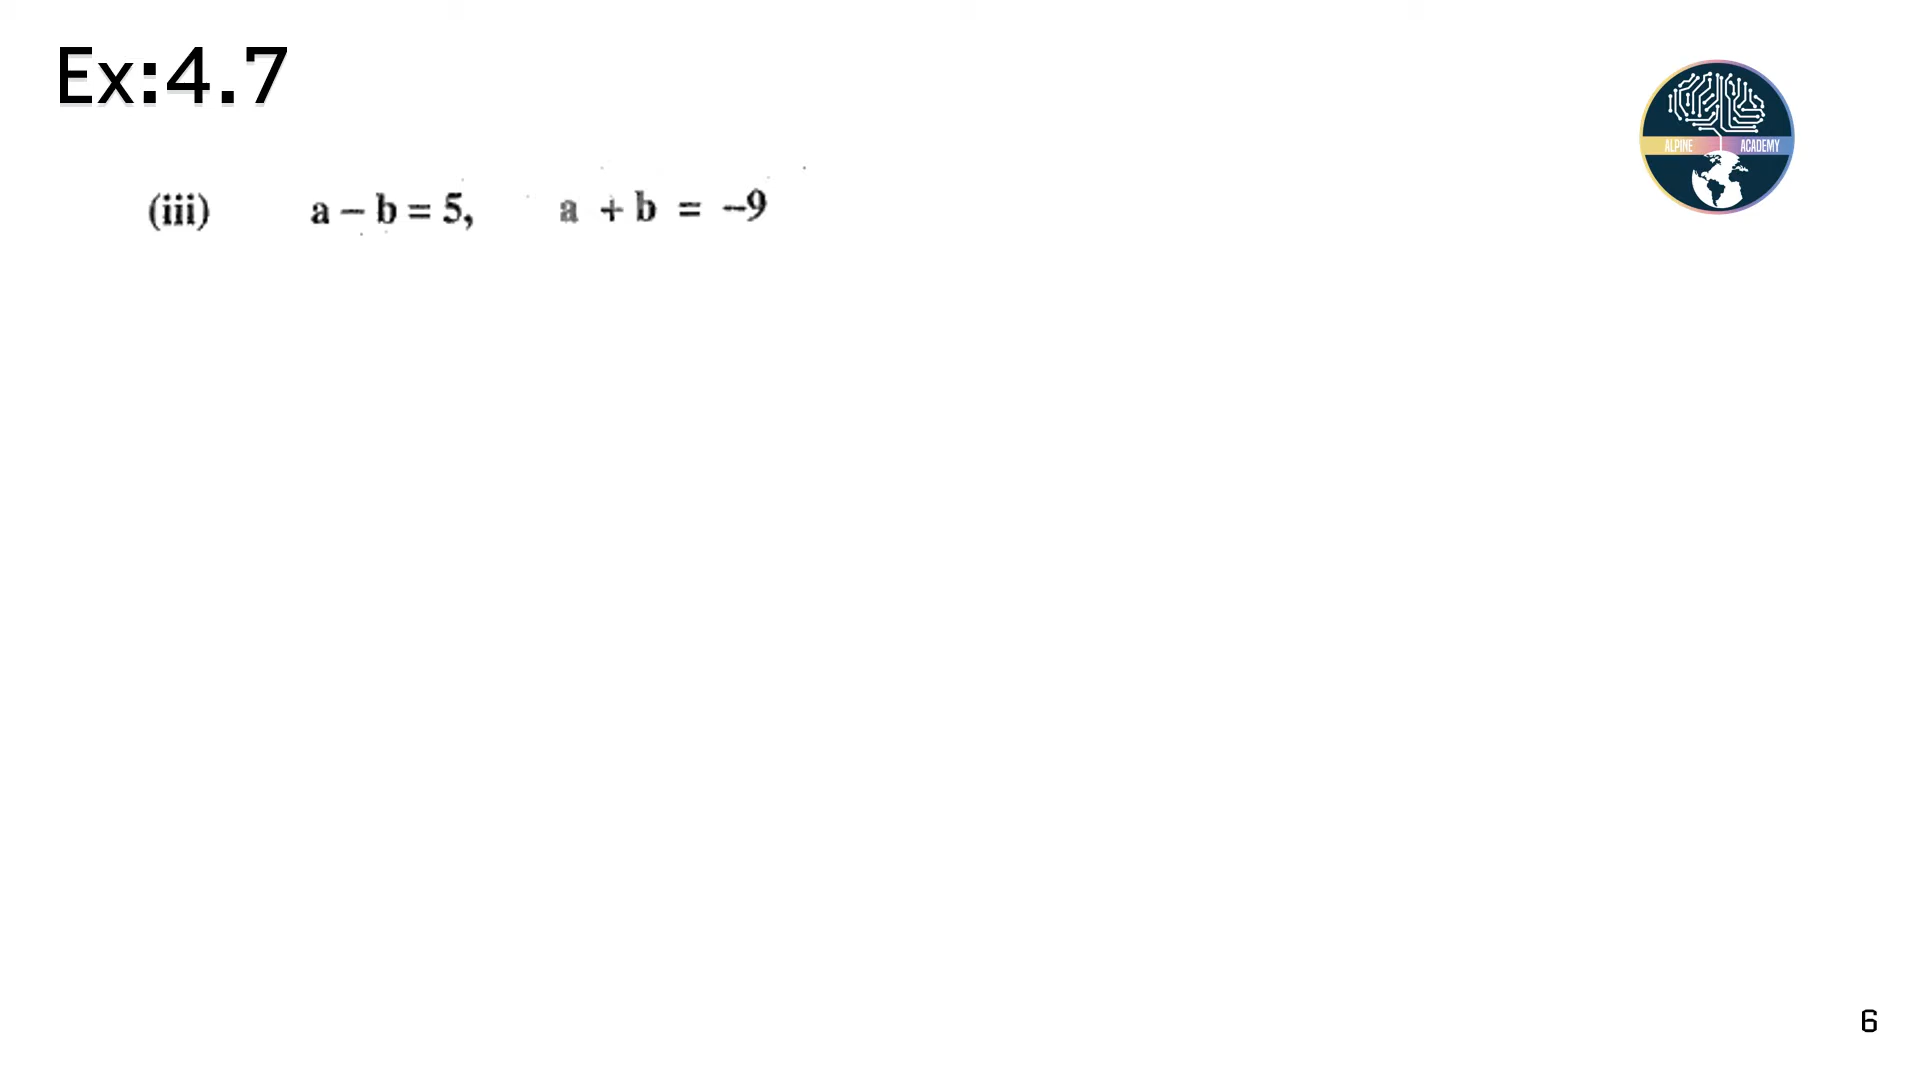 Ex:4.7
ALPINE ACADEMY
(iii) a – b = 5, a + b = –9
6